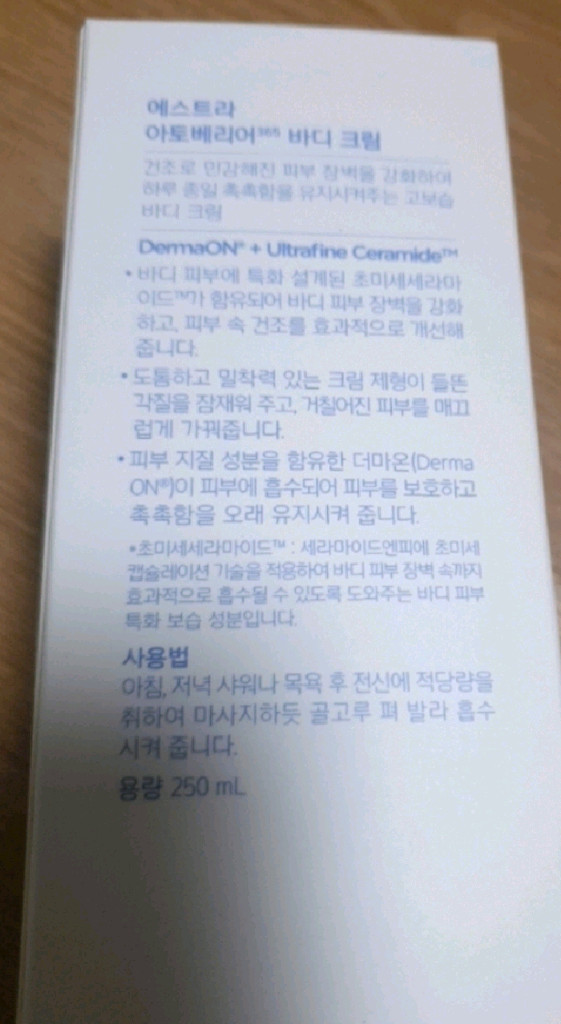 에스트라
아토베리어³⁶⁵ 바디 크림
건조로 민감해진 피부 장벽을 강화하여
하루 종일 촉촉함을 유지시켜주는 고보습
바디 크림
DermaON® + Ultrafine Ceramide™
• 바디 피부에 특화 설계된 초미세세라마
이드™가 함유되어 바디 피부 장벽을 강화
하고, 피부 속 건조를 효과적으로 개선해
줍니다.
• 도톰하고 밀착력 있는 크림 제형이 들뜬
각질을 잠재워 주고, 거칠어진 피부를 매끄
럽게 가꿔줍니다.
• 피부 지질 성분을 함유한 더마온(Derma
ON®)이 피부에 흡수되어 피부를 보호하고
촉촉함을 오래 유지시켜 줍니다.
*초미세세라마이드™ : 세라마이드엔피에 초미세
캡슐레이션 기술을 적용하여 바디 피부 장벽 속까지
효과적으로 흡수될 수 있도록 도와주는 바디 피부
특화 보습 성분입니다.
사용법
아침, 저녁 샤워나 목욕 후 전신에 적당량을
취하여 마사지하듯 골고루 펴 발라 흡수
시켜 줍니다.
용량 250 mL